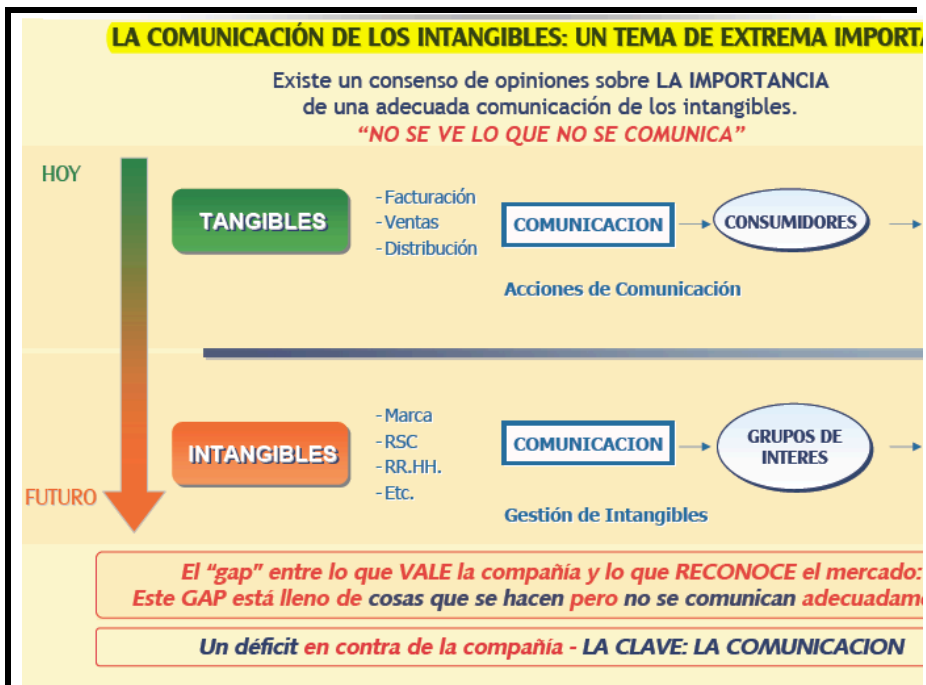 LA COMUNICACIÓN DE LOS INTANGIBLES: UN TEMA DE EXTREMA IMPORTA
Existe un consenso de opiniones sobre LA IMPORTANCIA
de una adecuada comunicación de los intangibles.
“NO SE VE LO QUE NO SE COMUNICA”
HOY
TANGIBLES
- Facturación
- Ventas
- Distribución
COMUNICACION
CONSUMIDORES
Acciones de Comunicación
INTANGIBLES
- Marca
- RSC
- RR.HH.
- Etc.
COMUNICACION
GRUPOS DE
INTERES
Gestión de Intangibles
FUTURO
El “gap” entre lo que VALE la compañía y lo que RECONOCE el mercado:
Este GAP está lleno de cosas que se hacen pero no se comunican adecuadame
Un déficit en contra de la compañía - LA CLAVE: LA COMUNICACION